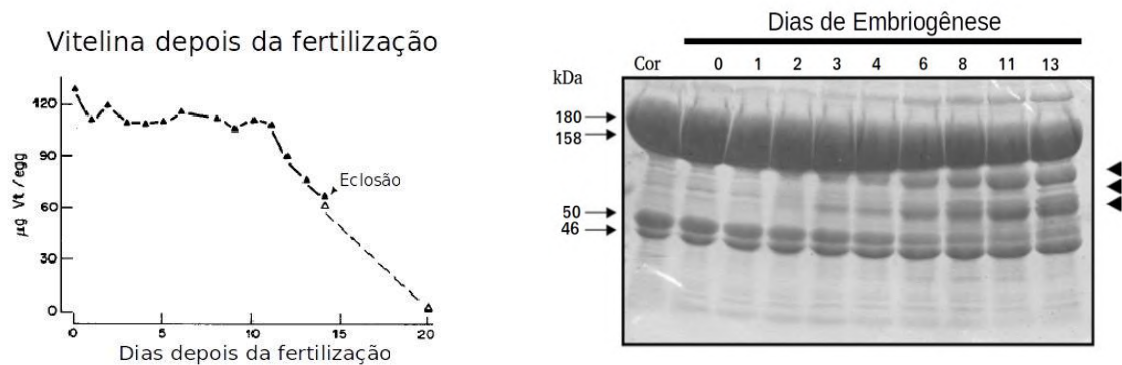 Vitelina depois da fertilização
120
90
60
30
0
µg Vt / egg
Eclosão
0 5 10 15 20
Dias depois da fertilização
Dias de Embriogênese
kDa
Cor 0 1 2 3 4 6 8 11 13
180
158
50
46